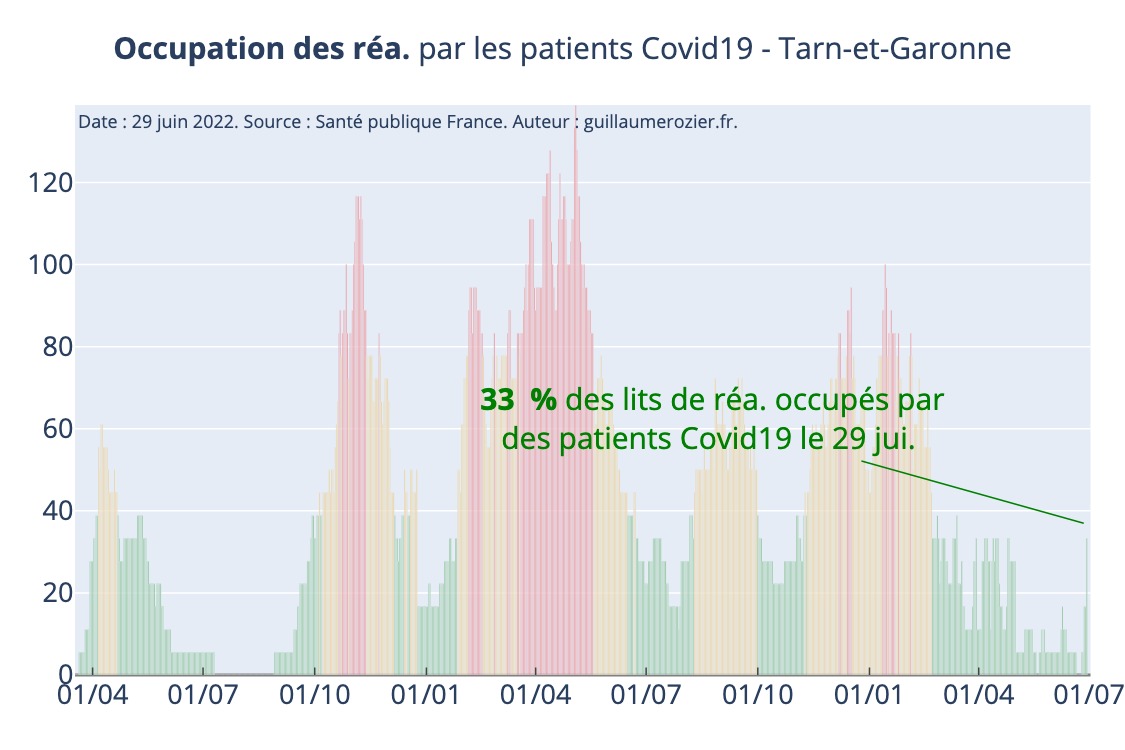 Occupation des réa. par les patients Covid19 - Tarn-et-Garonne
Date : 29 juin 2022. Source : Santé publique France. Auteur : guillaumerozier.fr.
120
100
80
60
40
20
0
33 % des lits de réa. occupés par
des patients Covid19 le 29 jui.
01/04 01/07 01/10 01/01 01/04 01/07 01/10 01/01 01/04 01/07